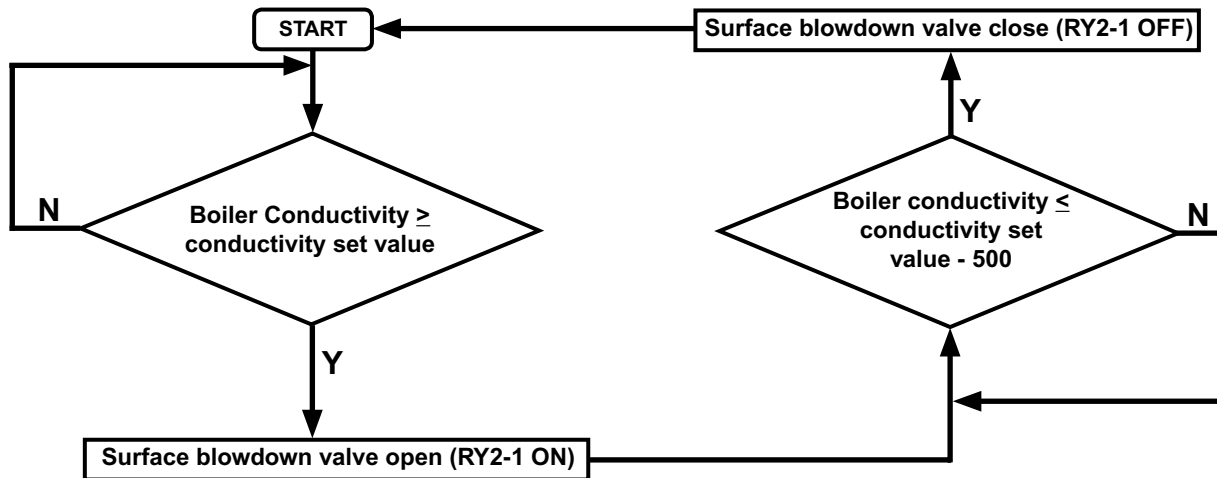 START
Surface blowdown valve close (RY2-1 OFF)
Y
N
Boiler Conductivity ≥
conductivity set value
Boiler conductivity ≤
conductivity set
value - 500
N
Y
Surface blowdown valve open (RY2-1 ON)